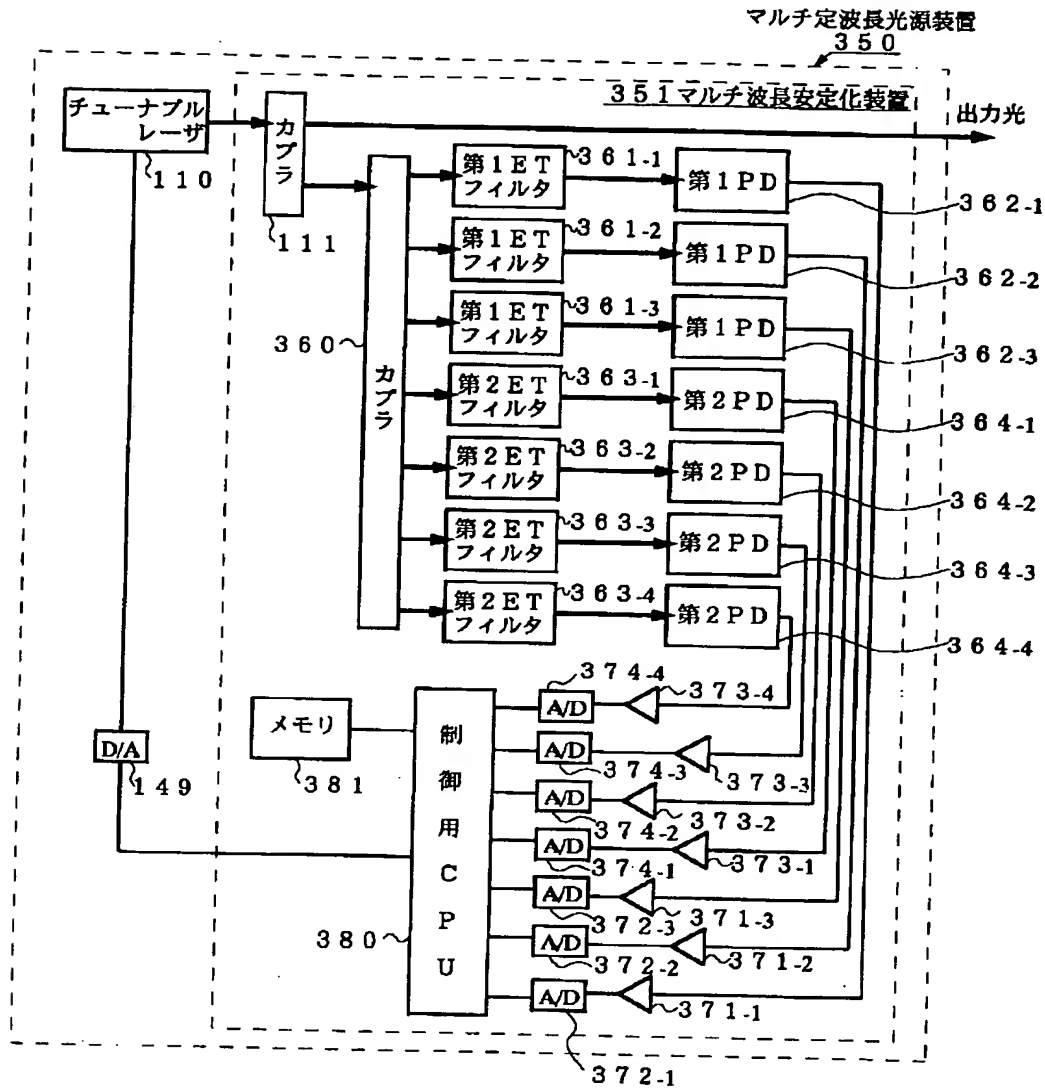 マルチ定波長光源装置
350
351マルチ波長安定化装置
チューナブル
レーザ
110
カプラ
111
出力光
360
カプラ
第1ET
フィルタ
361-1
第1PD
362-1
第1ET
フィルタ
361-2
第1PD
362-2
第1ET
フィルタ
361-3
第1PD
362-3
第2ET
フィルタ
363-1
第2PD
364-1
第2ET
フィルタ
363-2
第2PD
364-2
第2ET
フィルタ
363-3
第2PD
364-3
第2ET
フィルタ
363-4
第2PD
364-4
D/A
149
メモリ
381
制御用CPU
380
374-4
A/D
373-4
A/D
374-3
373-3
A/D
374-2
373-2
A/D
374-1
373-1
A/D
372-3
371-3
A/D
372-2
371-2
A/D
372-1
371-1